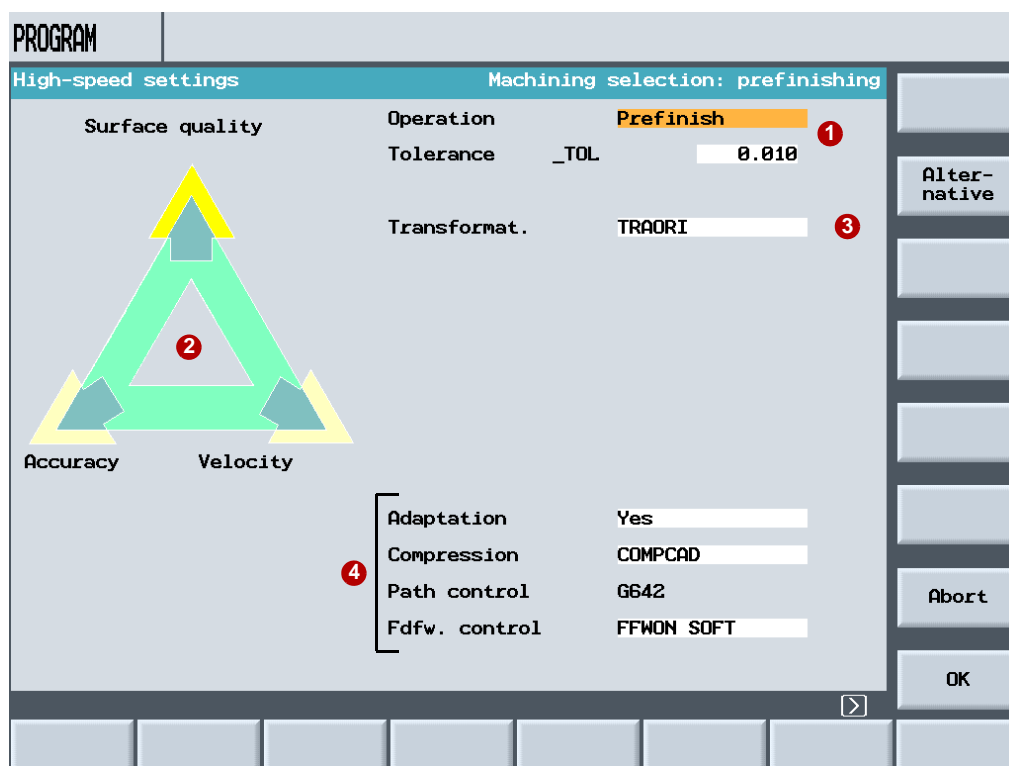 PROGRAM
High-speed settings Machining selection: prefinishing
Surface quality
Operation Prefinish
1
Tolerance _TOL 0.010
Alter-
native
Transformat. TRAORI 3
2
Accuracy Velocity
Adaptation Yes
Compression COMPCAD
4
Path control G642
Abort
Fdfw. control FFWON SOFT
OK